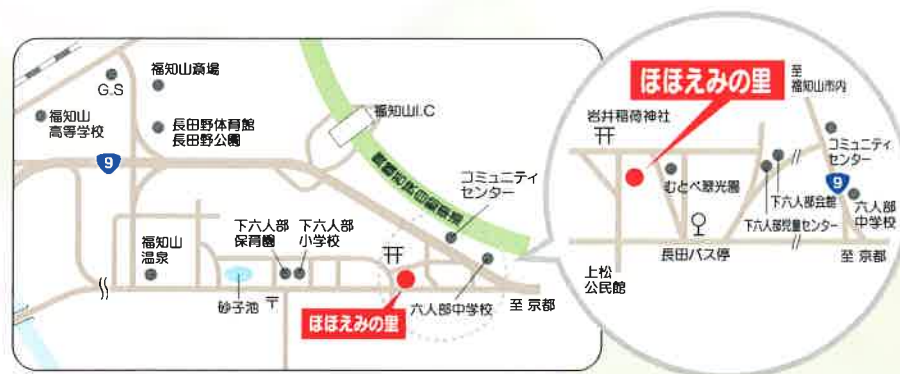 G.S
福知山斎場
福知山
高等学校
長田野体育館
長田野公園
9
福知山I.C
コミュニティ
センター
福知山
温泉
下六人部
保育園
下六人部
小学校
砂子池
〒
ほほえみの里
六人部中学校
至 京都
ほほえみの里
至
福知山市内
岩井稲荷神社
コミュニティ
センター
むとべ翠光園
9
下六人部会館
下六人部児童センター
六人部
中学校
長田バス停
至 京都
上松
公民館